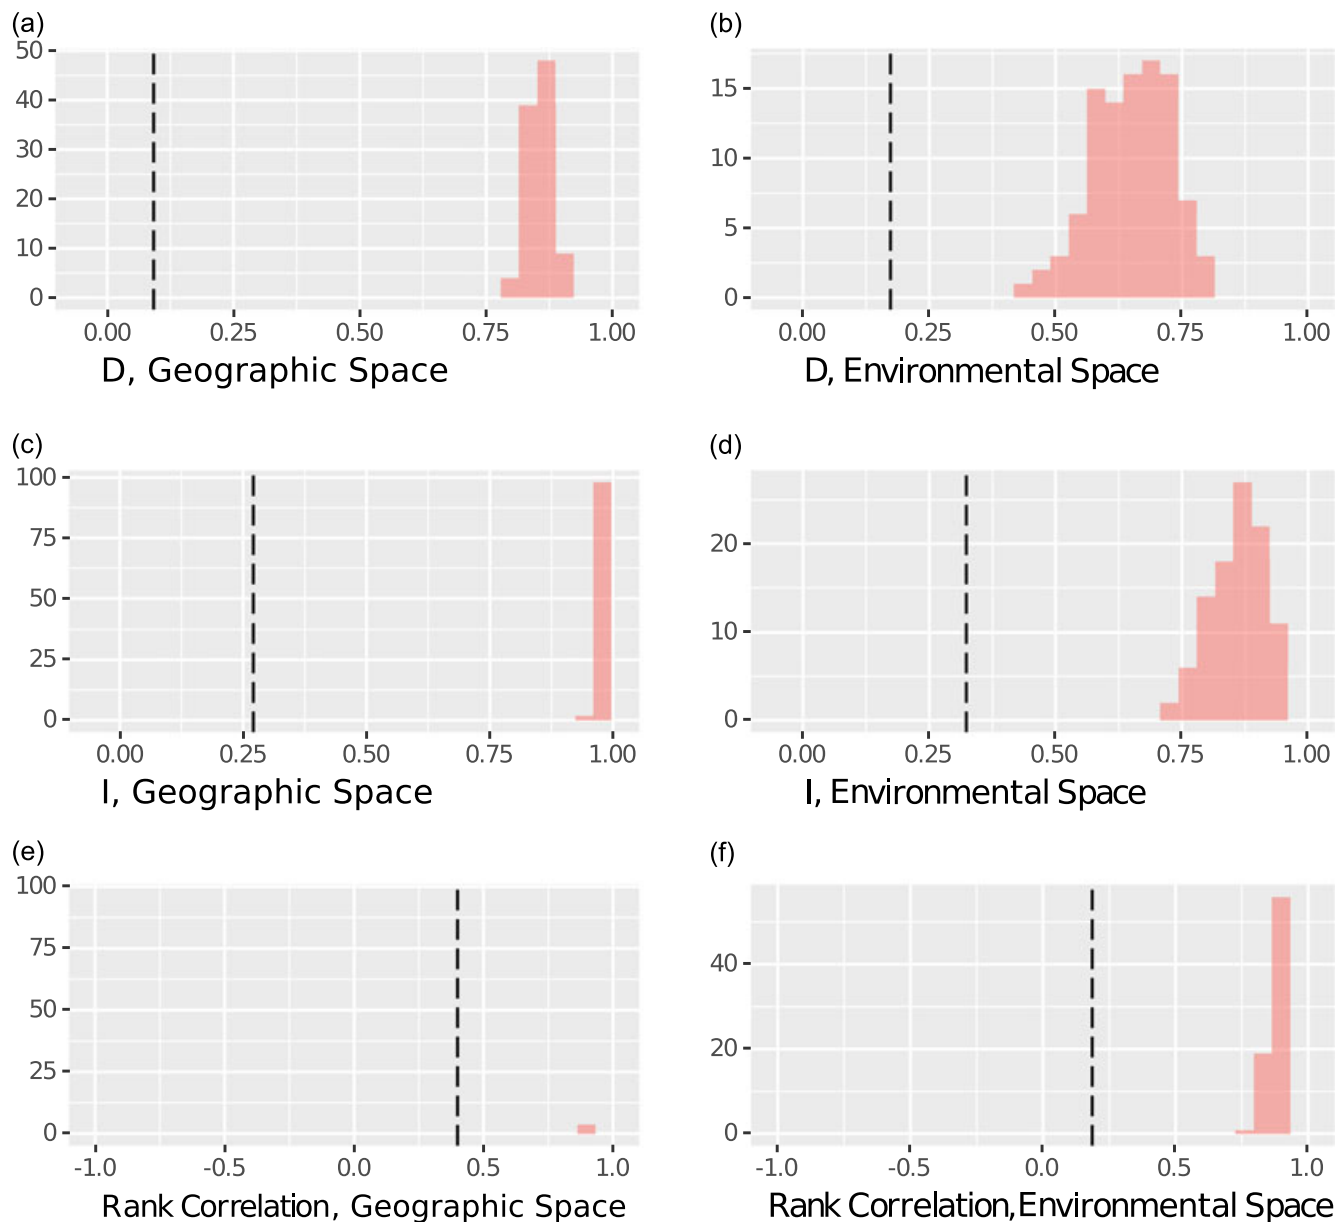 (a)
50
40
30
20
10
0
0.00 0.25 0.50 0.75 1.00
D, Geographic Space
(b)
15
10
5
0
0.00 0.25 0.50 0.75 1.00
D, Environmental Space
(c)
100
75
50
25
0
0.00 0.25 0.50 0.75 1.00
I, Geographic Space
(d)
20
10
0
0.00 0.25 0.50 0.75 1.00
I, Environmental Space
(e)
100
75
50
25
0
-1.0 -0.5 0.0 0.5 1.0
Rank Correlation, Geographic Space
(f)
40
20
0
-1.0 -0.5 0.0 0.5 1.0
Rank Correlation, Environmental Space